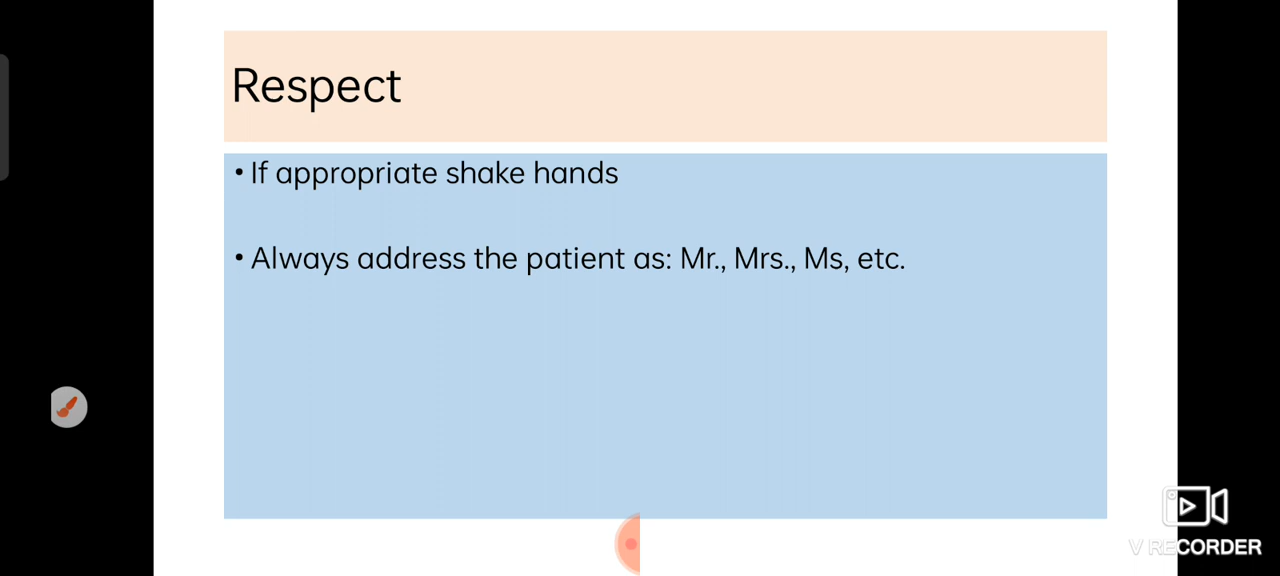 Respect
• If appropriate shake hands
• Always address the patient as: Mr., Mrs., Ms, etc.
V RECORDER